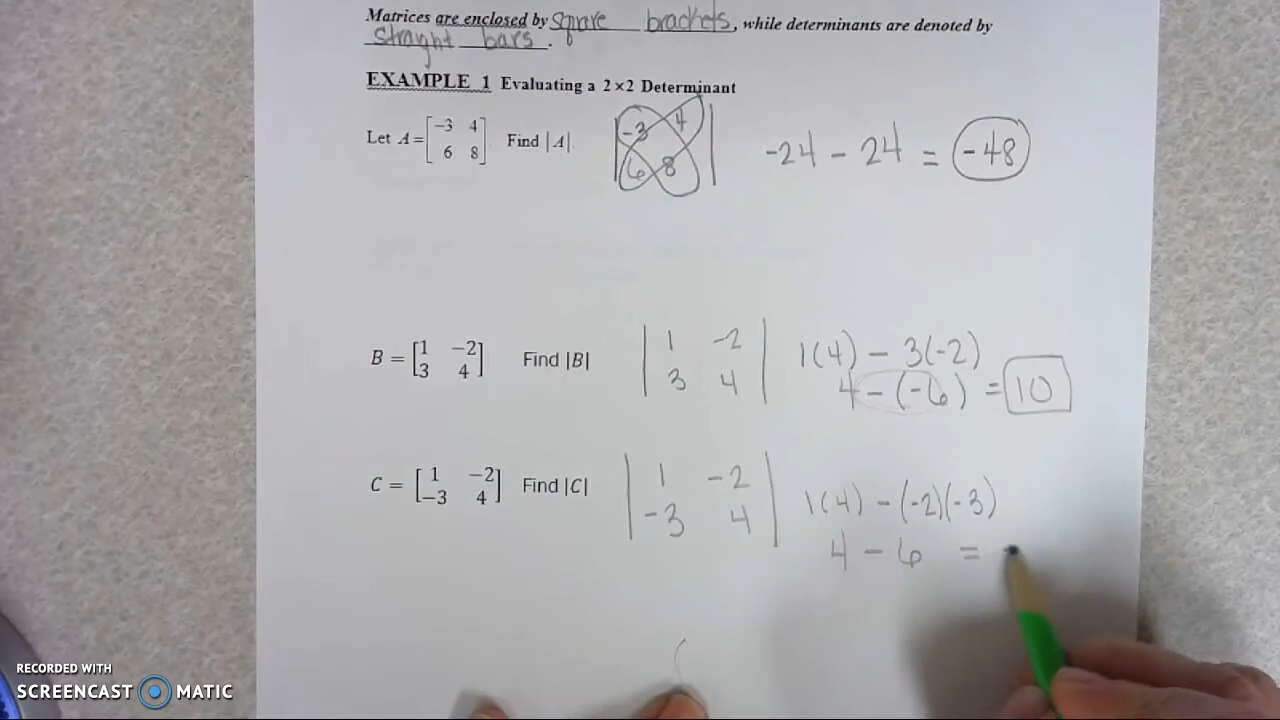 Matrices are enclosed by square brackets, while determinants are denoted by
straight bars.
EXAMPLE 1 Evaluating a 2×2 Determinant
Let A=[-3 4 Find |A|. |-3 4| -24 - 24 = -48
6 8] |6 8|
B = [1 -2 Find |B| |1 -2| 1(4) - 3(-2)
3 4] |3 4| 4 - (-6) = 10
C = [1 -2 Find |C| |1 -2| 1(4) - (-2)(-3)
-3 4] |-3 4| 4 - 6 =
RECORDED WITH
SCREENCAST MATIC